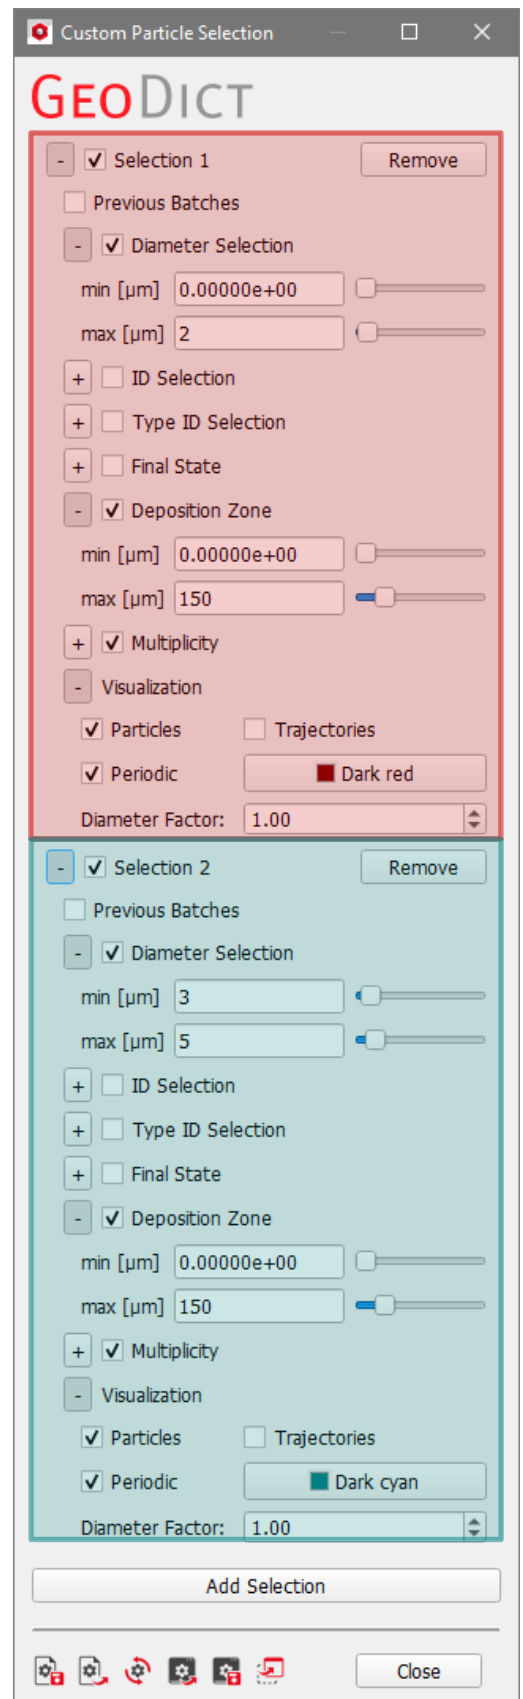 Custom Particle Selection
GEODICT
- Selection 1 Remove
Previous Batches
- Diameter Selection
min [µm] 0.00000e+00
max [µm] 2
+ ID Selection
+ Type ID Selection
+ Final State
- Deposition Zone
min [µm] 0.00000e+00
max [µm] 150
+ Multiplicity
- Visualization
Particles Trajectories
Periodic Dark red
Diameter Factor: 1.00
- Selection 2 Remove
Previous Batches
- Diameter Selection
min [µm] 3
max [µm] 5
+ ID Selection
+ Type ID Selection
+ Final State
- Deposition Zone
min [µm] 0.00000e+00
max [µm] 150
+ Multiplicity
- Visualization
Particles Trajectories
Periodic Dark cyan
Diameter Factor: 1.00
Add Selection
Close